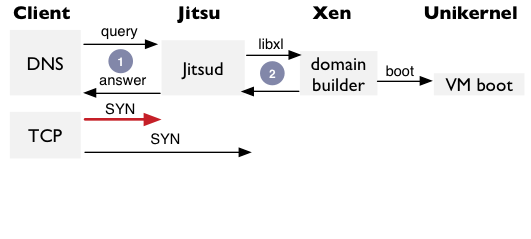 Client Jitsu Xen Unikernel
query
DNS
1
answer
Jitsud
libxl
2
domain
builder
boot
VM boot
TCP
SYN
SYN